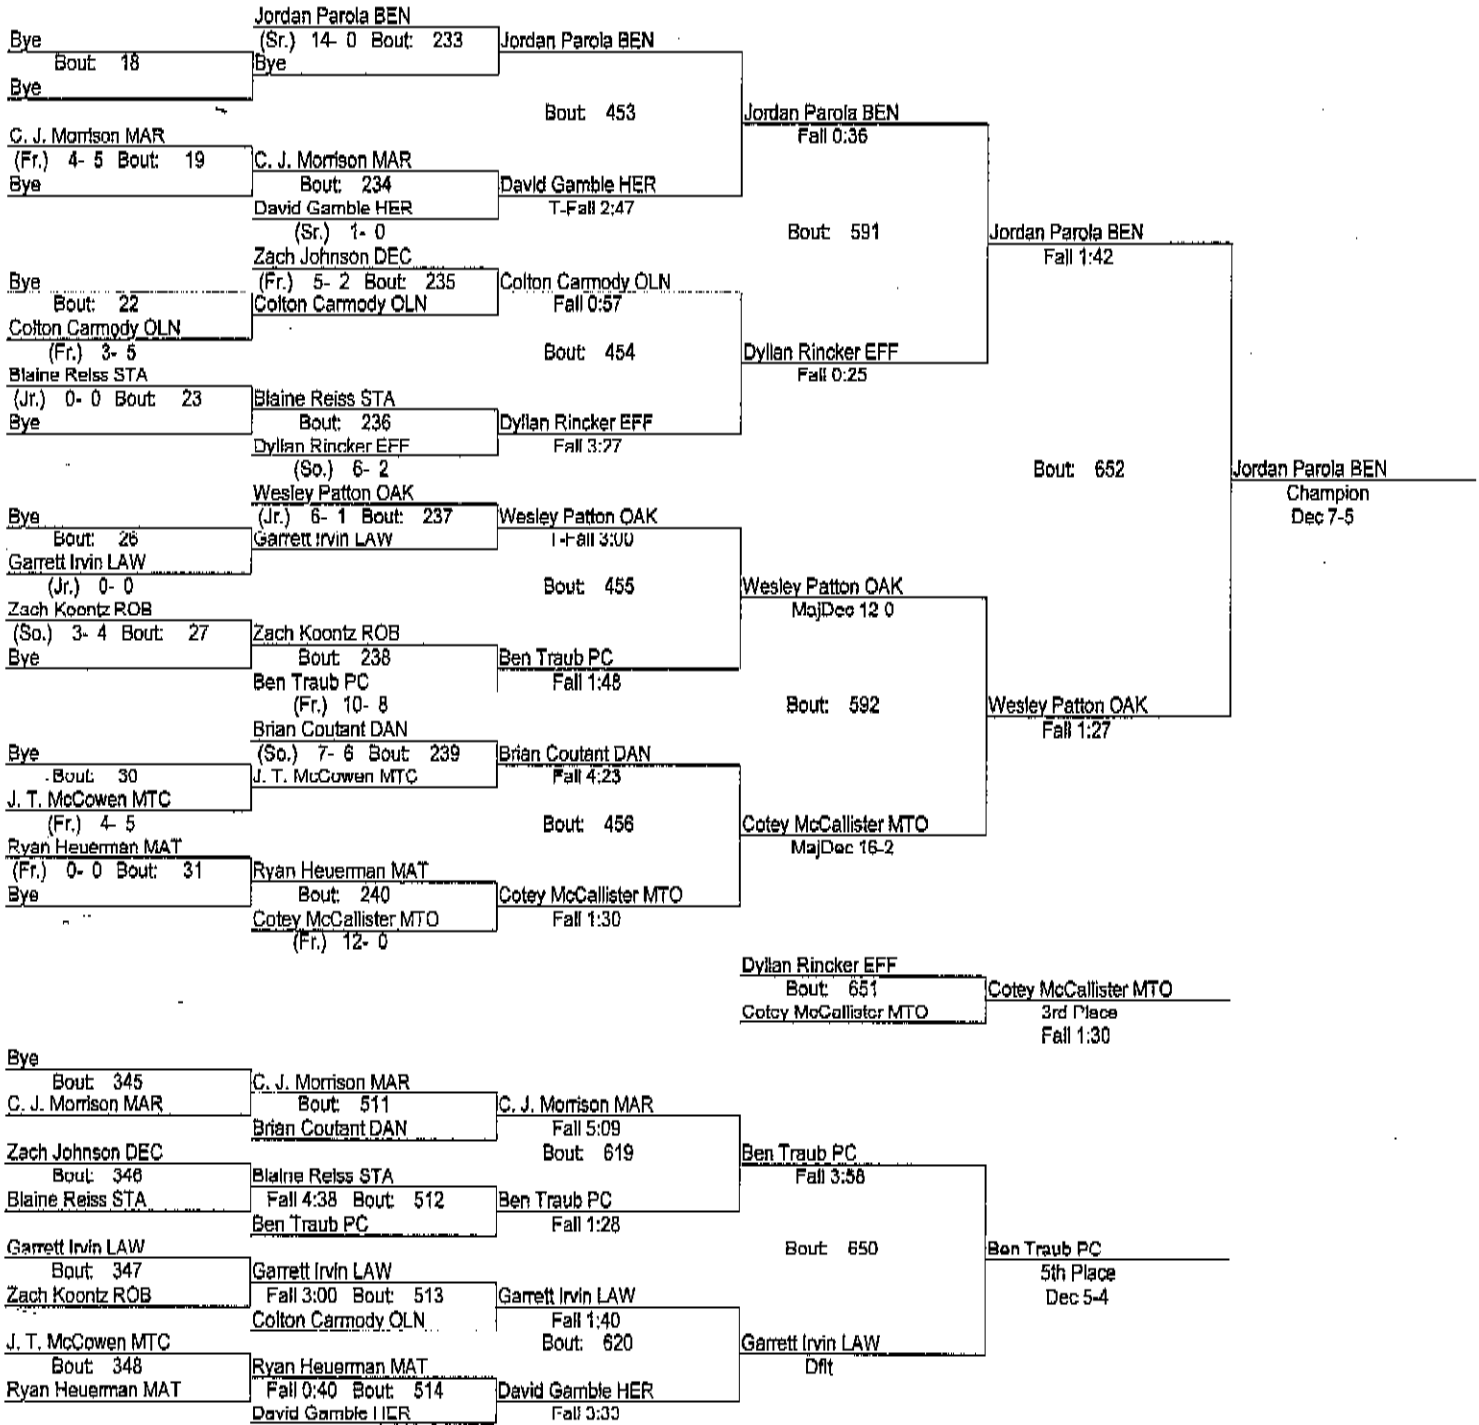 Jordan Parola BEN
Bye
(Sr.) 14- 0 Bout: 233
Jordan Parola BEN
Bout: 18
Bye
Bye
Bout: 453
Jordan Parola BEN
Fall 0:36
C. J. Morrison MAR
(Fr.) 4- 5 Bout: 19
C. J. Morrison MAR
Bye
Bout: 234
David Gamble HER
David Gamble HER
T-Fall 2:47
(Sr.) 1- 0
Bout: 591
Jordan Parola BEN
Fall 1:42
Zach Johnson DEC
Bye
(Fr.) 5- 2 Bout: 235
Colton Carmody OLN
Bout: 22
Colton Carmody OLN
Fall 0:57
Colton Carmody OLN
(Fr.) 3- 5
Bout: 454
Dyllan Rincker EFF
Fall 0:25
Blaine Reiss STA
(Jr.) 0- 0 Bout: 23
Blaine Reiss STA
Bye
Bout: 236
Dyllan Rincker EFF
Dyllan Rincker EFF
Fall 3:27
(So.) 6- 2
Bout: 652
Jordan Parola BEN
Champion
Dec 7-5
Wesley Patton OAK
Bye
(Jr.) 6- 1 Bout: 237
Wesley Patton OAK
Bout: 26
Garrett Irvin LAW
T-Fall 3:00
Garrett Irvin LAW
(Jr.) 0- 0
Bout: 455
Wesley Patton OAK
MajDec 12-0
Zach Koontz ROB
(So.) 3- 4 Bout: 27
Zach Koontz ROB
Bye
Bout: 238
Ben Traub PC
Ben Traub PC
Fall 1:48
(Fr.) 10- 8
Bout: 592
Wesley Patton OAK
Fall 1:27
Brian Coutant DAN
Bye
(So.) 7- 6 Bout: 239
Brian Coutant DAN
Bout: 30
J. T. McCowen MTC
Fall 4:23
J. T. McCowen MTC
(Fr.) 4- 5
Bout: 456
Cotey McCallister MTO
MajDec 16-2
Ryan Heuerman MAT
(Fr.) 0- 0 Bout: 31
Ryan Heuerman MAT
Bye
Bout: 240
Cotey McCallister MTO
Cotey McCallister MTO
Fall 1:30
(Fr.) 12- 0
Dyllan Rincker EFF
Bout: 651
Cotey McCallister MTO
Cotey McCallister MTO
3rd Place
Fall 1:30
Bye
Bout: 345
C. J. Morrison MAR
C. J. Morrison MAR
Bout: 511
C. J. Morrison MAR
Brian Coutant DAN
Fall 5:09
Bout: 619
Ben Traub PC
Fall 3:58
Zach Johnson DEC
Bout: 346
Blaine Reiss STA
Blaine Reiss STA
Fall 4:38 Bout: 512
Ben Traub PC
Ben Traub PC
Fall 1:28
Bout: 650
Ben Traub PC
5th Place
Dec 5-4
Garrett Irvin LAW
Bout: 347
Garrett Irvin LAW
Zach Koontz ROB
Fall 3:00 Bout: 513
Garrett Irvin LAW
Colton Carmody OLN
Fall 1:40
Bout: 620
Garrett Irvin LAW
Dflt
J. T. McCowen MTC
Bout: 348
Ryan Heuerman MAT
Ryan Heuerman MAT
Fall 0:40 Bout: 514
David Gamble HER
David Gamble HER
Fall 3:33